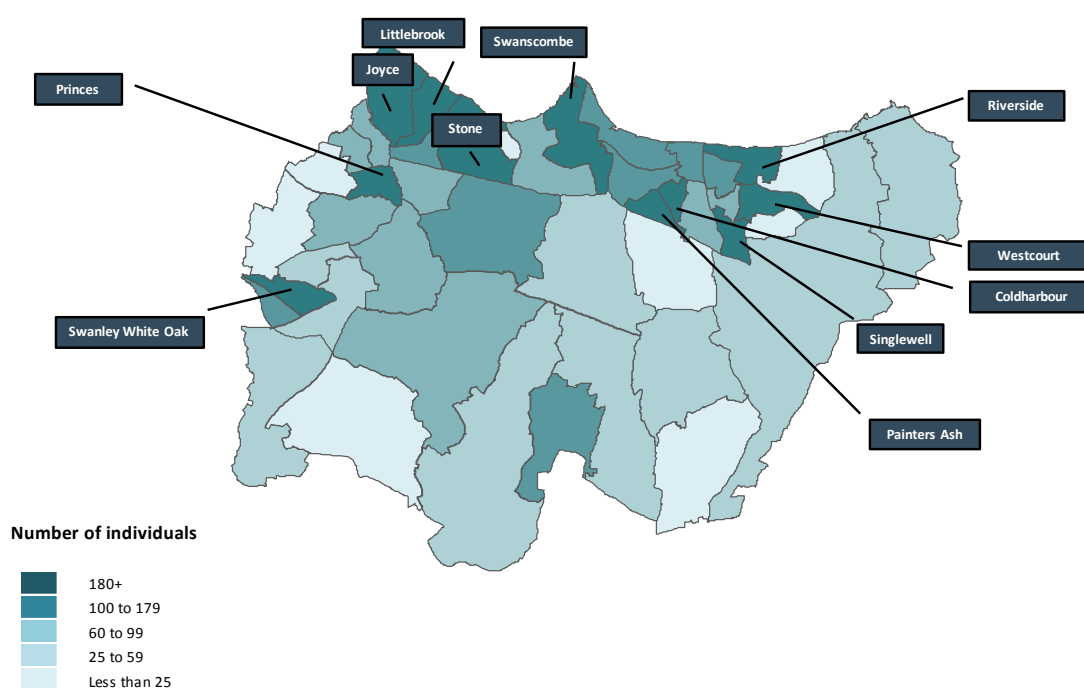 Littlebrook
Swanscombe
Joyce
Princes
Riverside
Stone
Westcourt
Coldharbour
Swanley White Oak
Singlewell
Painters Ash
Number of individuals
180+
100 to 179
60 to 99
25 to 59
Less than 25